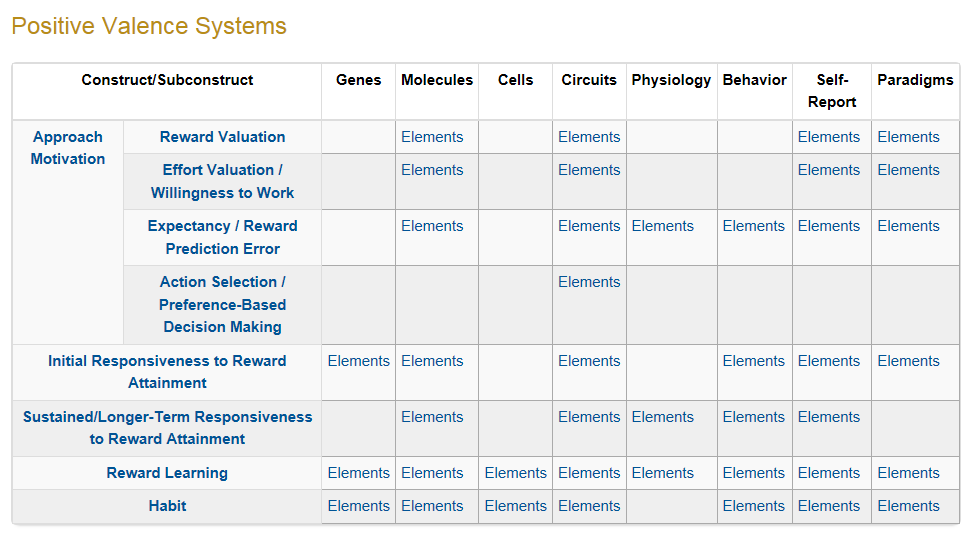 Positive Valence Systems
Construct/Subconstruct Genes Molecules Cells Circuits Physiology Behavior Self-Report Paradigms
Approach Motivation
Reward Valuation Elements Elements Elements Elements
Effort Valuation / Willingness to Work Elements Elements Elements Elements
Expectancy / Reward Prediction Error Elements Elements Elements Elements Elements Elements
Action Selection / Preference-Based Decision Making Elements
Initial Responsiveness to Reward Attainment Elements Elements Elements Elements Elements Elements
Sustained/Longer-Term Responsiveness to Reward Attainment Elements Elements Elements Elements Elements
Reward Learning Elements Elements Elements Elements Elements Elements Elements Elements
Habit Elements Elements Elements Elements Elements Elements Elements